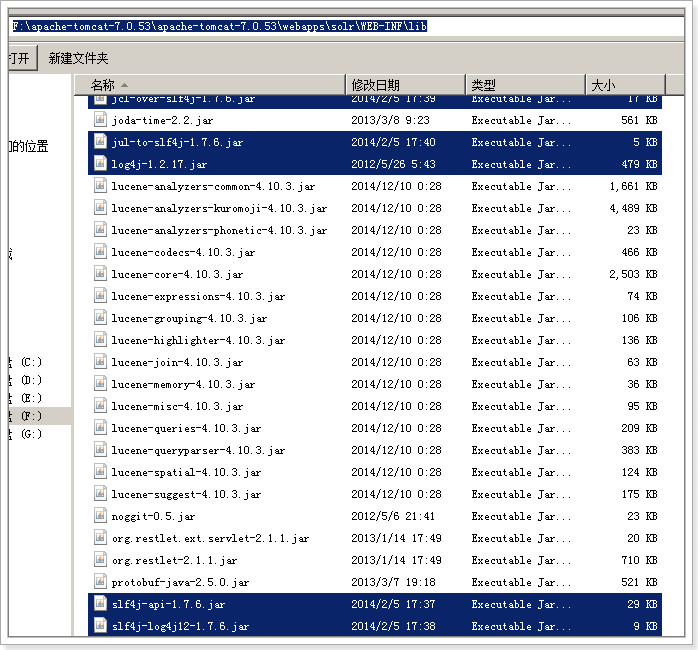 F:\apache-tomcat-7.0.53\apache-tomcat-7.0.53\webapps\solr\WEB-INF\lib
打开 新建文件夹
名称 修改日期 类型 大小
jcl-over-slf4j-1.7.6.jar 2014/2/5 17:39 Executable Jar... 17 KB
joda-time-2.2.jar 2013/3/8 9:23 Executable Jar... 561 KB
jul-to-slf4j-1.7.6.jar 2014/2/5 17:40 Executable Jar... 5 KB
的位置
log4j-1.2.17.jar 2012/5/26 5:43 Executable Jar... 479 KB
lucene-analyzers-common-4.10.3.jar 2014/12/10 0:28 Executable Jar... 1,661 KB
lucene-analyzers-kuromoji-4.10.3.jar 2014/12/10 0:28 Executable Jar... 4,489 KB
lucene-analyzers-phonetic-4.10.3.jar 2014/12/10 0:28 Executable Jar... 23 KB
lucene-codecs-4.10.3.jar 2014/12/10 0:28 Executable Jar... 466 KB
lucene-core-4.10.3.jar 2014/12/10 0:28 Executable Jar... 2,503 KB
lucene-expressions-4.10.3.jar 2014/12/10 0:28 Executable Jar... 74 KB
lucene-grouping-4.10.3.jar 2014/12/10 0:28 Executable Jar... 106 KB
lucene-highlighter-4.10.3.jar 2014/12/10 0:28 Executable Jar... 136 KB
(C:) lucene-join-4.10.3.jar 2014/12/10 0:28 Executable Jar... 63 KB
(D:) lucene-memory-4.10.3.jar 2014/12/10 0:28 Executable Jar... 36 KB
(E:) lucene-misc-4.10.3.jar 2014/12/10 0:28 Executable Jar... 95 KB
(F:) lucene-queries-4.10.3.jar 2014/12/10 0:28 Executable Jar... 209 KB
(G:) lucene-queryparser-4.10.3.jar 2014/12/10 0:28 Executable Jar... 383 KB
lucene-spatial-4.10.3.jar 2014/12/10 0:28 Executable Jar... 124 KB
lucene-suggest-4.10.3.jar 2014/12/10 0:28 Executable Jar... 175 KB
noggit-0.5.jar 2012/5/6 21:41 Executable Jar... 23 KB
org.restlet.ext.servlet-2.1.1.jar 2013/1/14 17:49 Executable Jar... 20 KB
org.restlet-2.1.1.jar 2013/1/14 17:49 Executable Jar... 710 KB
protobuf-java-2.5.0.jar 2013/3/7 19:18 Executable Jar... 521 KB
slf4j-api-1.7.6.jar 2014/2/5 17:37 Executable Jar... 29 KB
slf4j-log4j12-1.7.6.jar 2014/2/5 17:38 Executable Jar... 9 KB